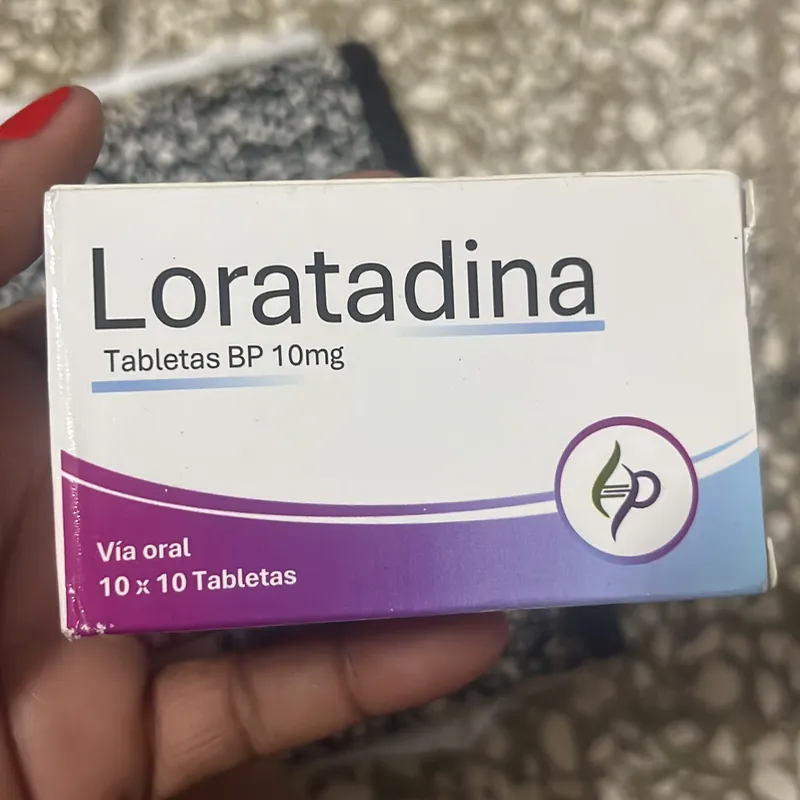 Loratadina
Tabletas BP 10mg
Vía oral
10 x 10 Tabletas